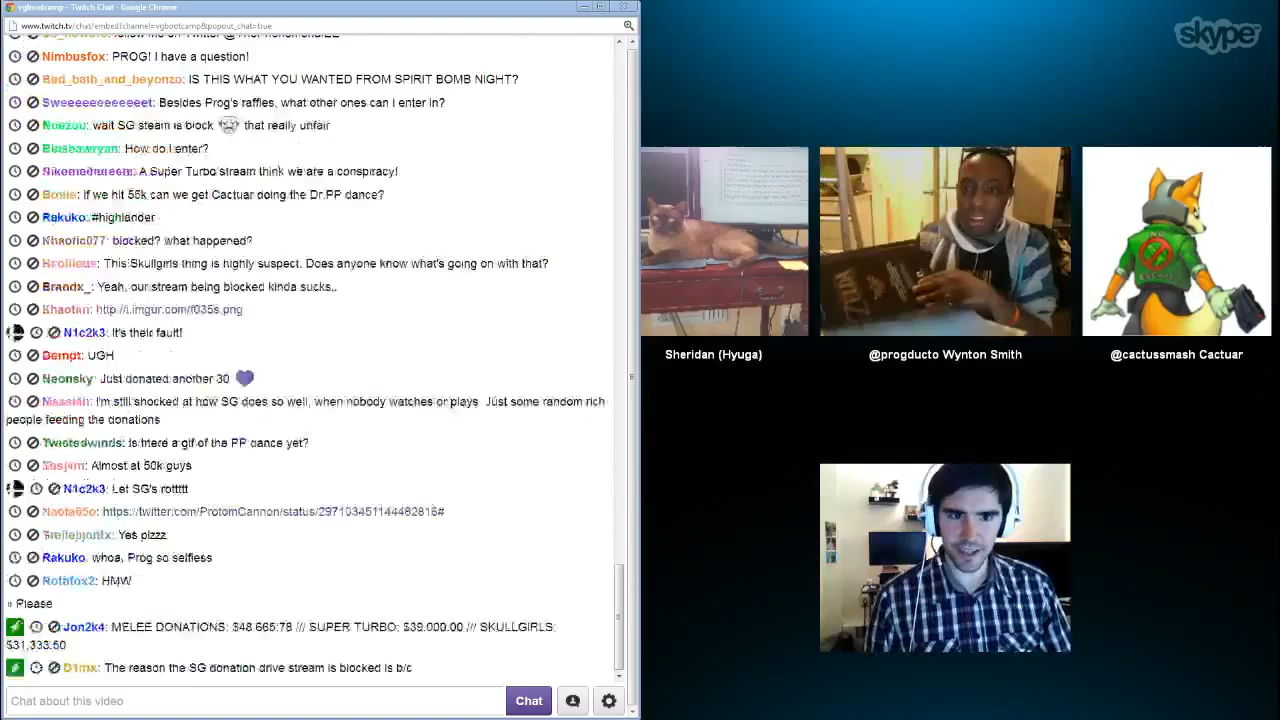 vgbootcamp - Twitch Chat - Google Chrome
www.twitch.tv/chat/embed?channel=vgbootcamp&popout_chat=true
Nimbusfox: PROG! I have a question!
Bed_bath_and_beyonzo: IS THIS WHAT YOU WANTED FROM SPIRIT BOMB NIGHT?
Besides Prog's raffles, what other ones can I enter in?
wait SG steam is block that really unfair
How do I enter?
A Super Turbo stream think we are a conspiracy!
If we hit 55k can we get Cactuar doing the Dr.PP dance?
Rakuko: #highlander
Khaotic077: blocked? what happened?
This Skullgirls thing is highly suspect. Does anyone know what's going on with that?
Brandx_: Yeah, our stream being blocked kinda sucks..
http://i.imgur.com/f035s.png
N1c2k3: It's their fault!
UGH
Neonsky: Just donated another 30
I'm still shocked at how SG does so well, when nobody watches or plays. Just some random rich
people feeding the donations
Is there a gif of the PP dance yet?
Almost at 50k guys
N1c2k3: Let SG's rottttt
https://twitter.com/ProtomCannon/status/297103451144482816#
Yes plzzz
Rakuko: whoa, Prog so selfless
HMW
Please
Jon2k4: MELEE DONATIONS: $48 665.78 /// SUPER TURBO: $39.000.00 /// SKULLGIRLS:
$31,333.50
D1mx: The reason the SG donation drive stream is blocked is b/c
Chat about this video
Chat
skype
NO
ESCAPE
Sheridan (Hyuga)
@progducto Wynton Smith
@cactussmash Cactuar